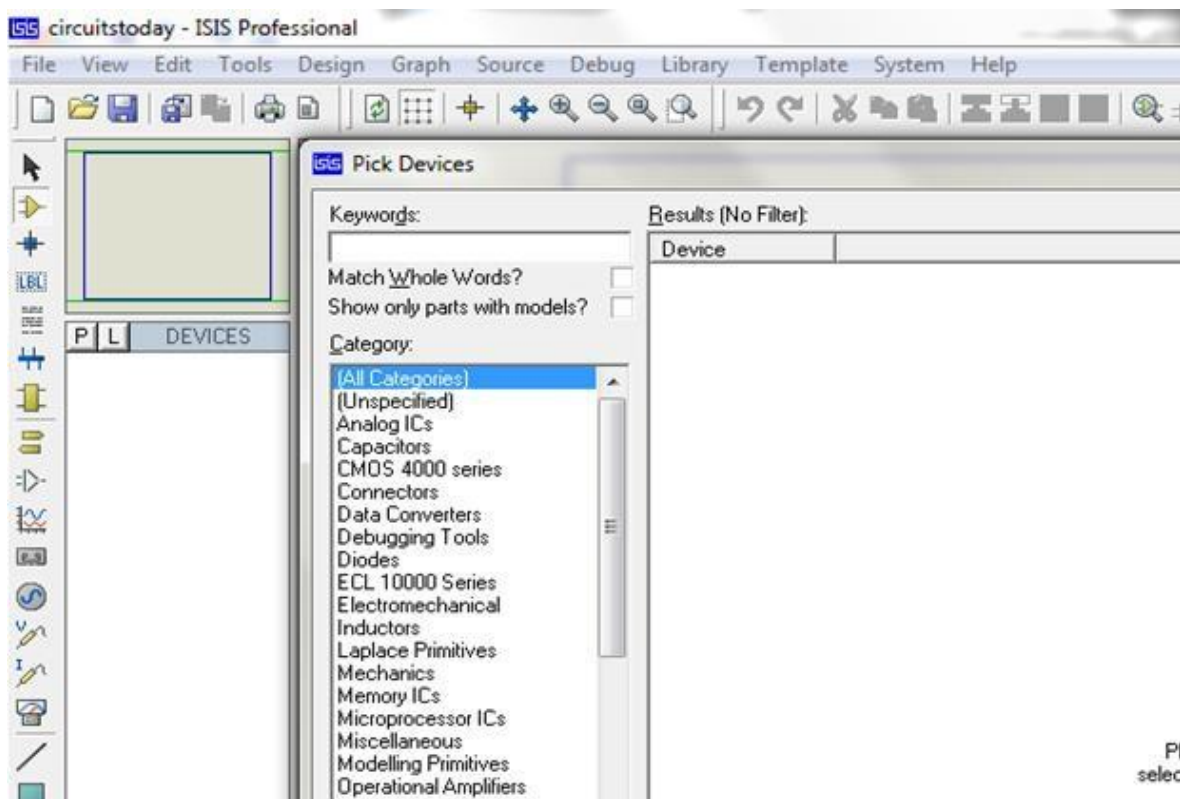 isis circuitstoday - ISIS Professional
File View Edit Tools Design Graph Source Debug Library Template System Help
isis Pick Devices
Keywords:
Results (No Filter):
Device
Match Whole Words?
Show only parts with models?
LBL
P L DEVICES
Category:
(All Categories)
(Unspecified)
Analog ICs
Capacitors
CMOS 4000 series
Connectors
Data Converters
Debugging Tools
Diodes
ECL 10000 Series
Electromechanical
Inductors
Laplace Primitives
Mechanics
Memory ICs
Microprocessor ICs
Miscellaneous
Modelling Primitives
Operational Amplifiers
V
I